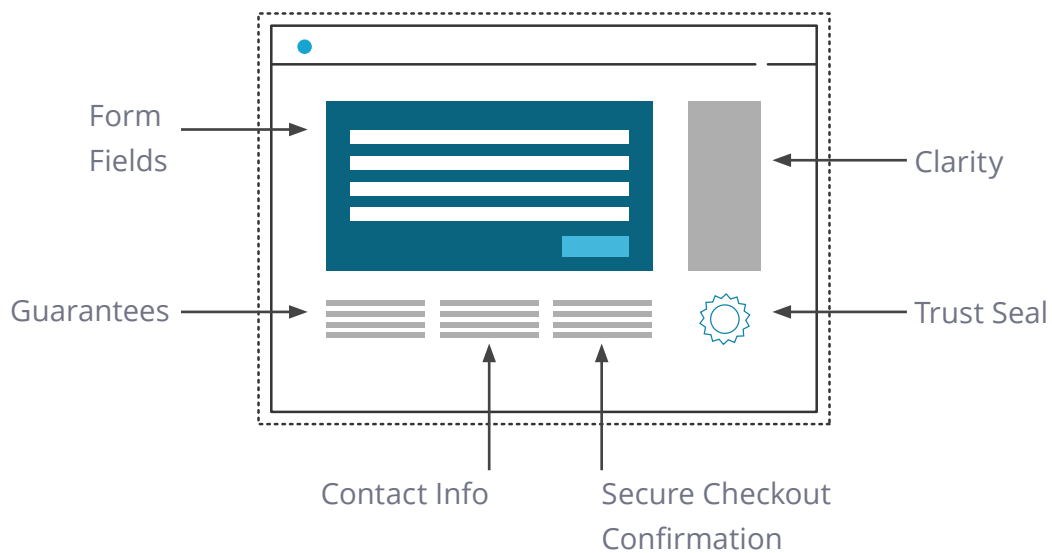 Form
Fields
Clarity
Guarantees
Trust Seal
Contact Info
Secure Checkout
Confirmation